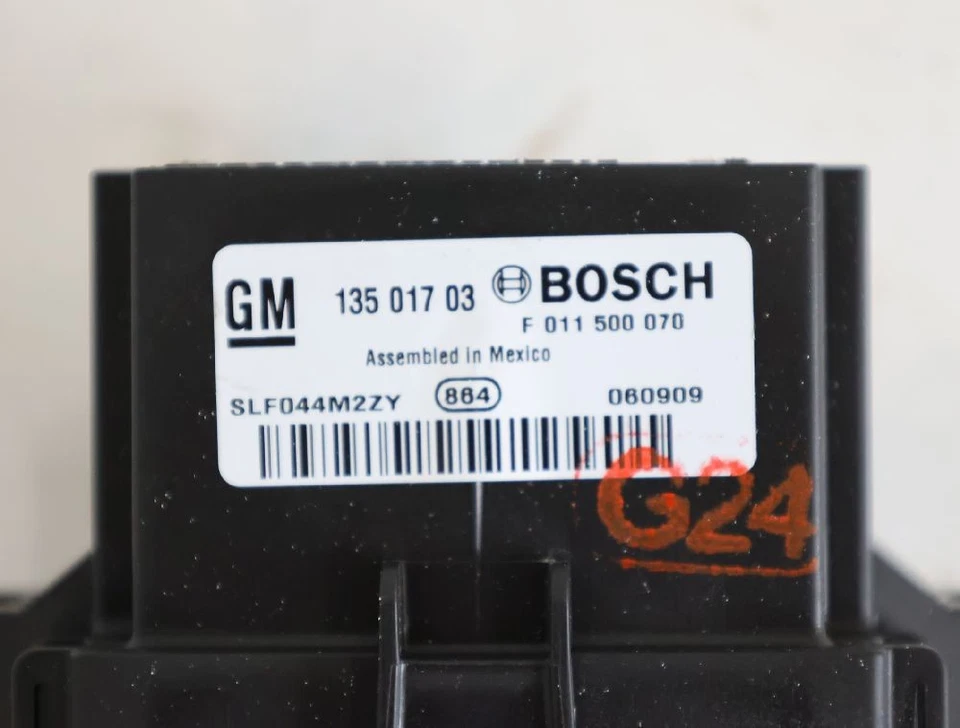 GM 135 017 03 BOSCH
F 011 500 070
Assembled in Mexico
SLF044M2ZY 864 060909
G24